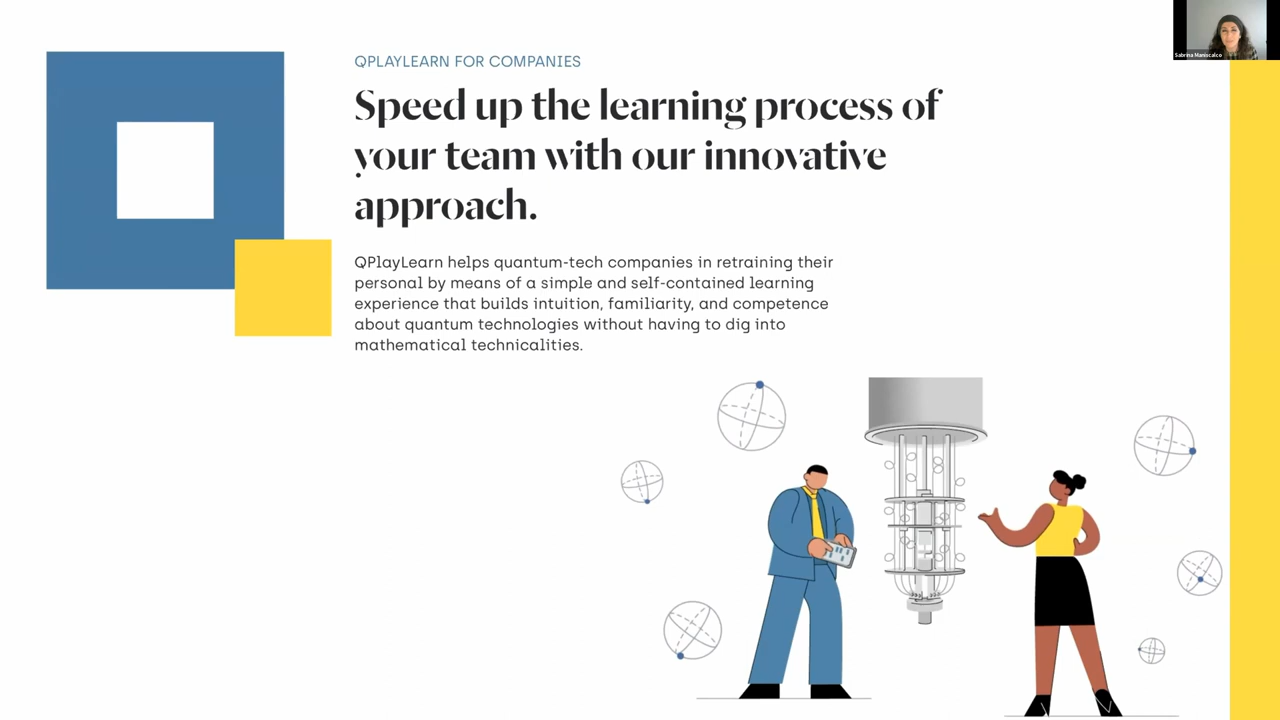 QPLAYLEARN FOR COMPANIES
Speed up the learning process of
your team with our innovative
approach.
QPlayLearn helps quantum-tech companies in retraining their
personal by means of a simple and self-contained learning
experience that builds intuition, familiarity, and competence
about quantum technologies without having to dig into
mathematical technicalities.
Sabrina Maniscalco